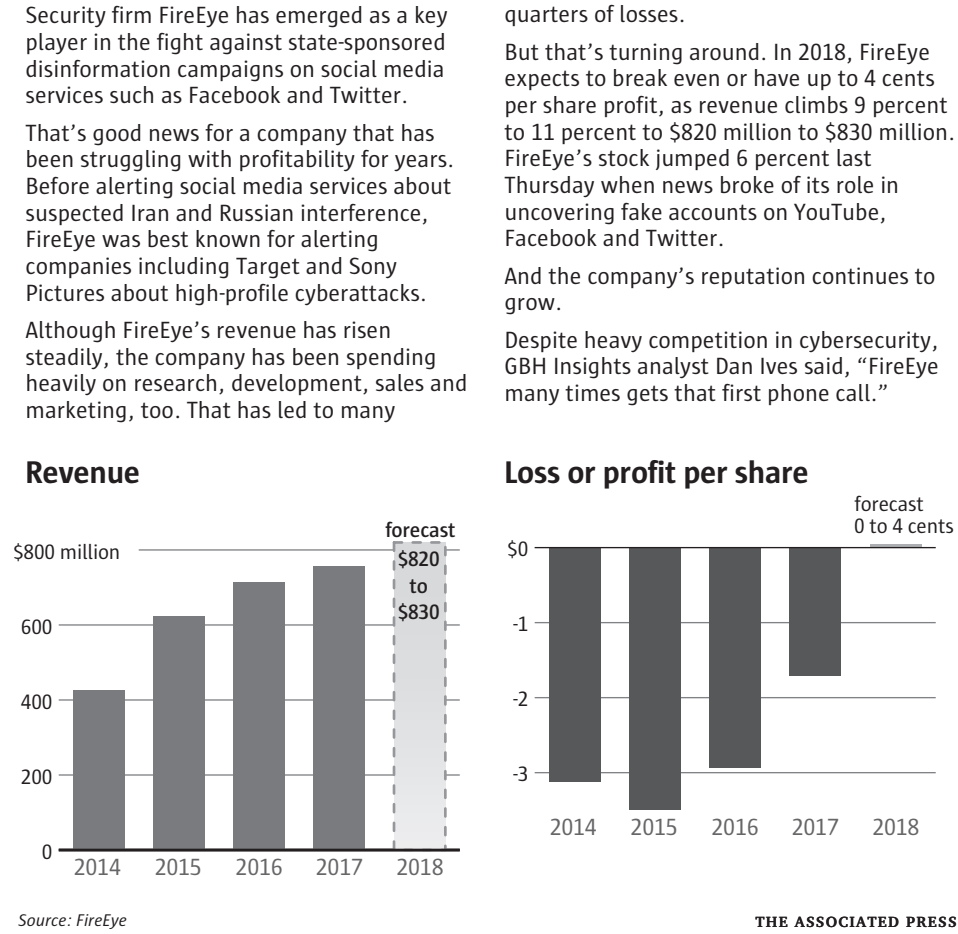 Security firm FireEye has emerged as a key
player in the fight against state-sponsored
disinformation campaigns on social media
services such as Facebook and Twitter.
That’s good news for a company that has
been struggling with profitability for years.
Before alerting social media services about
suspected Iran and Russian interference,
FireEye was best known for alerting
companies including Target and Sony
Pictures about high-profile cyberattacks.
Although FireEye’s revenue has risen
steadily, the company has been spending
heavily on research, development, sales and
marketing, too. That has led to many
quarters of losses.
But that’s turning around. In 2018, FireEye
expects to break even or have up to 4 cents
per share profit, as revenue climbs 9 percent
to 11 percent to $820 million to $830 million.
FireEye’s stock jumped 6 percent last
Thursday when news broke of its role in
uncovering fake accounts on YouTube,
Facebook and Twitter.
And the company’s reputation continues to
grow.
Despite heavy competition in cybersecurity,
GBH Insights analyst Dan Ives said, “FireEye
many times gets that first phone call.”
Revenue
forecast
$800 million
$820
to
$830
600
400
200
0
2014 2015 2016 2017 2018
Loss or profit per share
forecast
0 to 4 cents
$0
-1
-2
-3
2014 2015 2016 2017 2018
Source: FireEye
THE ASSOCIATED PRESS